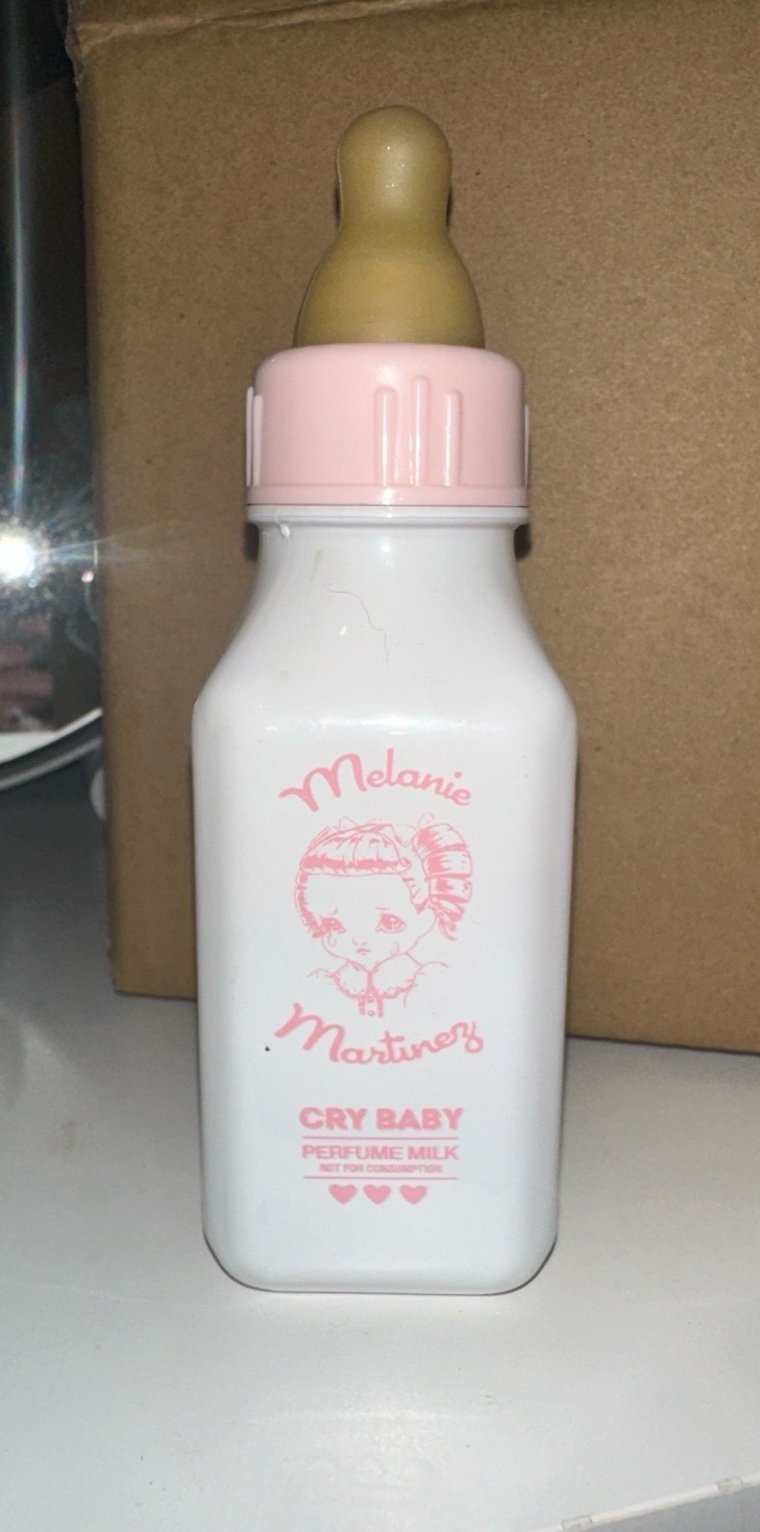 Melanie
Martinez
CRY BABY
PERFUME MILK
NOT FOR CONSUMPTION